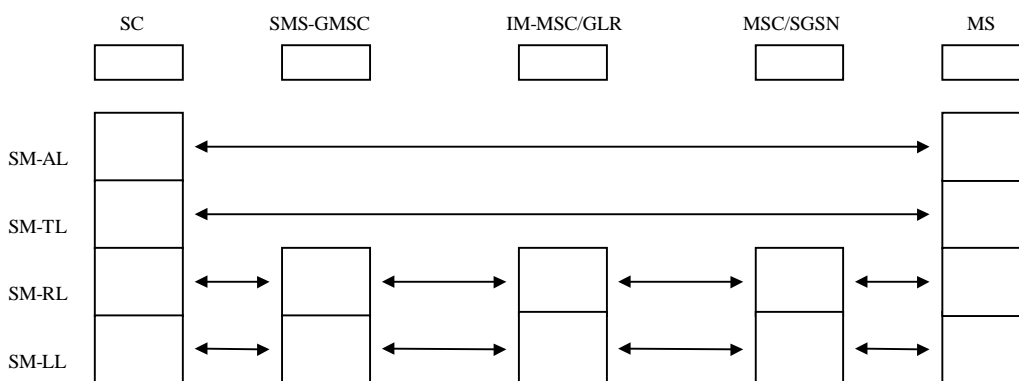 SC SMS-GMSC IM-MSC/GLR MSC/SGSN MS
SM-AL
SM-TL
SM-RL
SM-LL